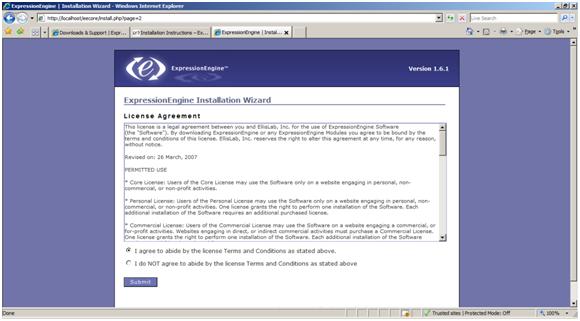 ExpressionEngine | Installation Wizard - Windows Internet Explorer
http://localhost/eecore/install.php?page=2
Live Search
Downloads & Support | Expr...
Installation Instructions - Ex...
ExpressionEngine | Instal...
Page
Tools
ExpressionEngine™
Version 1.6.1
ExpressionEngine Installation Wizard
License Agreement
This license is a legal agreement between you and EllisLab, Inc. for the use of ExpressionEngine Software
(the "Software"). By downloading ExpressionEngine or any ExpressionEngine Modules you agree to be bound by the
terms and conditions of this license. EllisLab, Inc. reserves the right to alter this agreement at any time, for any reason,
without notice.
Revised on: 26 March, 2007
PERMITTED USE
* Core License: Users of the Core License may use the Software only on a website engaging in personal, non-
commercial, or non-profit activities.
* Personal License: Users of the Personal License may use the Software only on a website engaging in personal, non-
commercial, or non-profit activities. One license grants the right to perform one installation of the Software. Each
additional installation of the Software requires an additional purchased license.
* Commercial License: Users of the Commercial License may use the Software on a website engaging a commercial, or
for-profit activities. Websites engaging in direct, or indirect commercial activities must purchase a Commercial License.
One license grants the right to perform one installation of the Software. Each additional installation of the Software
I agree to abide by the license Terms and Conditions as stated above.
I do NOT agree to abide by the license Terms and Conditions as stated above
Submit
Done
Trusted sites | Protected Mode: Off
100%